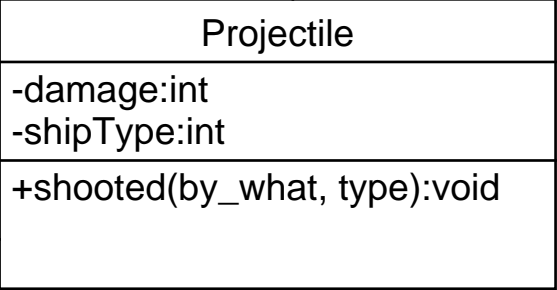 Projectile
-damage:int
-shipType:int
+shooted(by_what, type):void